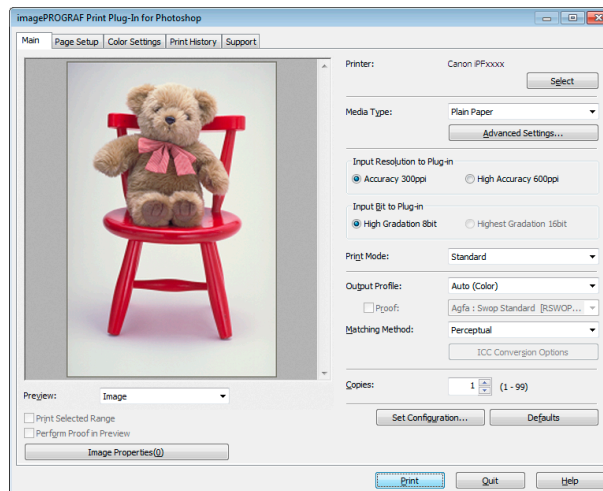 imagePROGRAF Print Plug-In for Photoshop
Main Page Setup Color Settings Print History Support
Printer: Canon iPFxxxx
Select
Media Type: Plain Paper
Advanced Settings...
Input Resolution to Plug-in
Accuracy 300ppi High Accuracy 600ppi
Input Bit to Plug-in
High Gradation 8bit Highest Gradation 16bit
Print Mode: Standard
Output Profile: Auto (Color)
Proof: Agfa : Swop Standard [RSWOP...
Matching Method: Perceptual
ICC Conversion Options
Copies: 1 (1 - 99)
Preview: Image
Print Selected Range
Perform Proof in Preview
Image Properties(O)
Set Configuration... Defaults
Print Quit Help